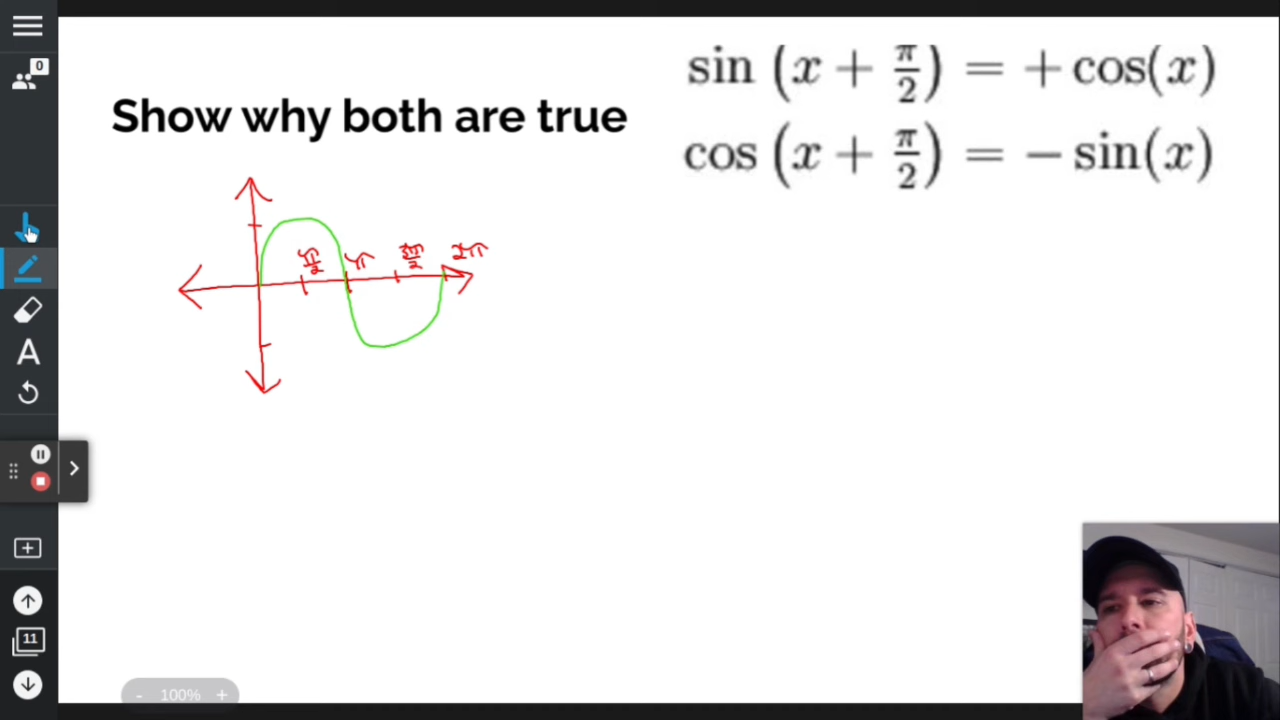 0
sin (x + π/2) = + cos(x)
Show why both are true
cos (x + π/2) = − sin(x)
π/2 π 3π/2 2π
A
11
- 100% +